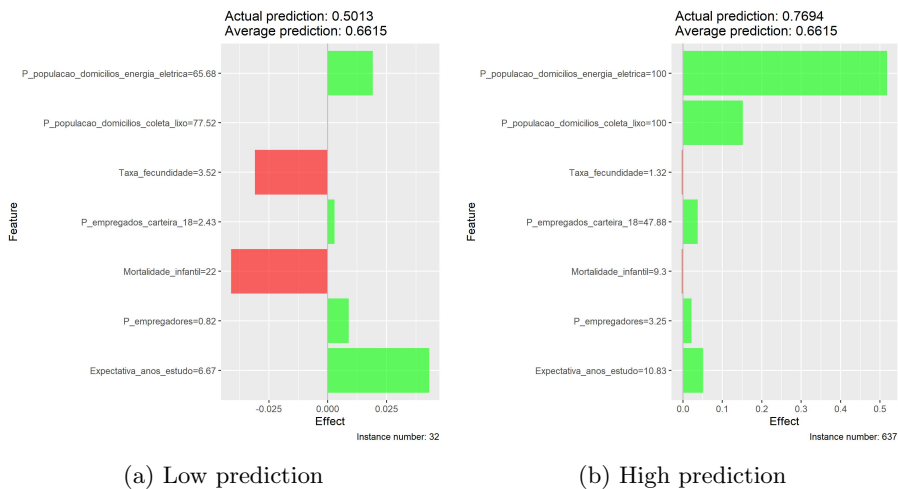 Actual prediction: 0.5013
Average prediction: 0.6615
Feature
P_populacao_domicilios_energia_eletrica=65.68
P_populacao_domicilios_coleta_lixo=77.52
Taxa_fecundidade=3.52
P_empregados_carteira_18=2.43
Mortalidade_infantil=22
P_empregadores=0.82
Expectativa_anos_estudo=6.67
-0.025 0.000 0.025
Effect
Instance number: 32
(a) Low prediction
Actual prediction: 0.7694
Average prediction: 0.6615
Feature
P_populacao_domicilios_energia_eletrica=100
P_populacao_domicilios_coleta_lixo=100
Taxa_fecundidade=1.32
P_empregados_carteira_18=47.88
Mortalidade_infantil=9.3
P_empregadores=3.25
Expectativa_anos_estudo=10.83
0.0 0.1 0.2 0.3 0.4 0.5
Effect
Instance number: 637
(b) High prediction